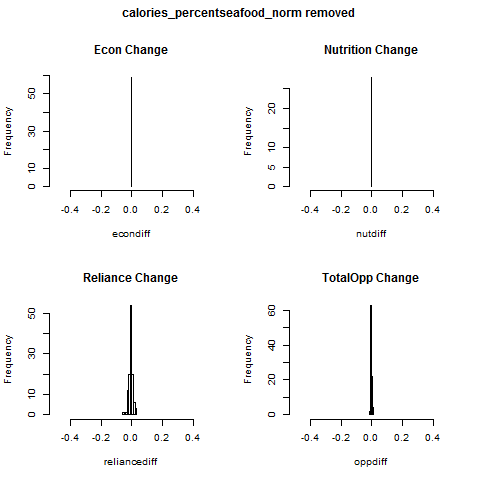 calories_percentseafood_norm removed
Econ Change
Frequency
0 10 30 50
-0.4 -0.2 0.0 0.2 0.4
econdiff
Nutrition Change
Frequency
0 5 10 20
-0.4 -0.2 0.0 0.2 0.4
nutdiff
Reliance Change
Frequency
0 10 30 50
-0.4 -0.2 0.0 0.2 0.4
reliancediff
TotalOpp Change
Frequency
0 20 40 60
-0.4 -0.2 0.0 0.2 0.4
oppdiff